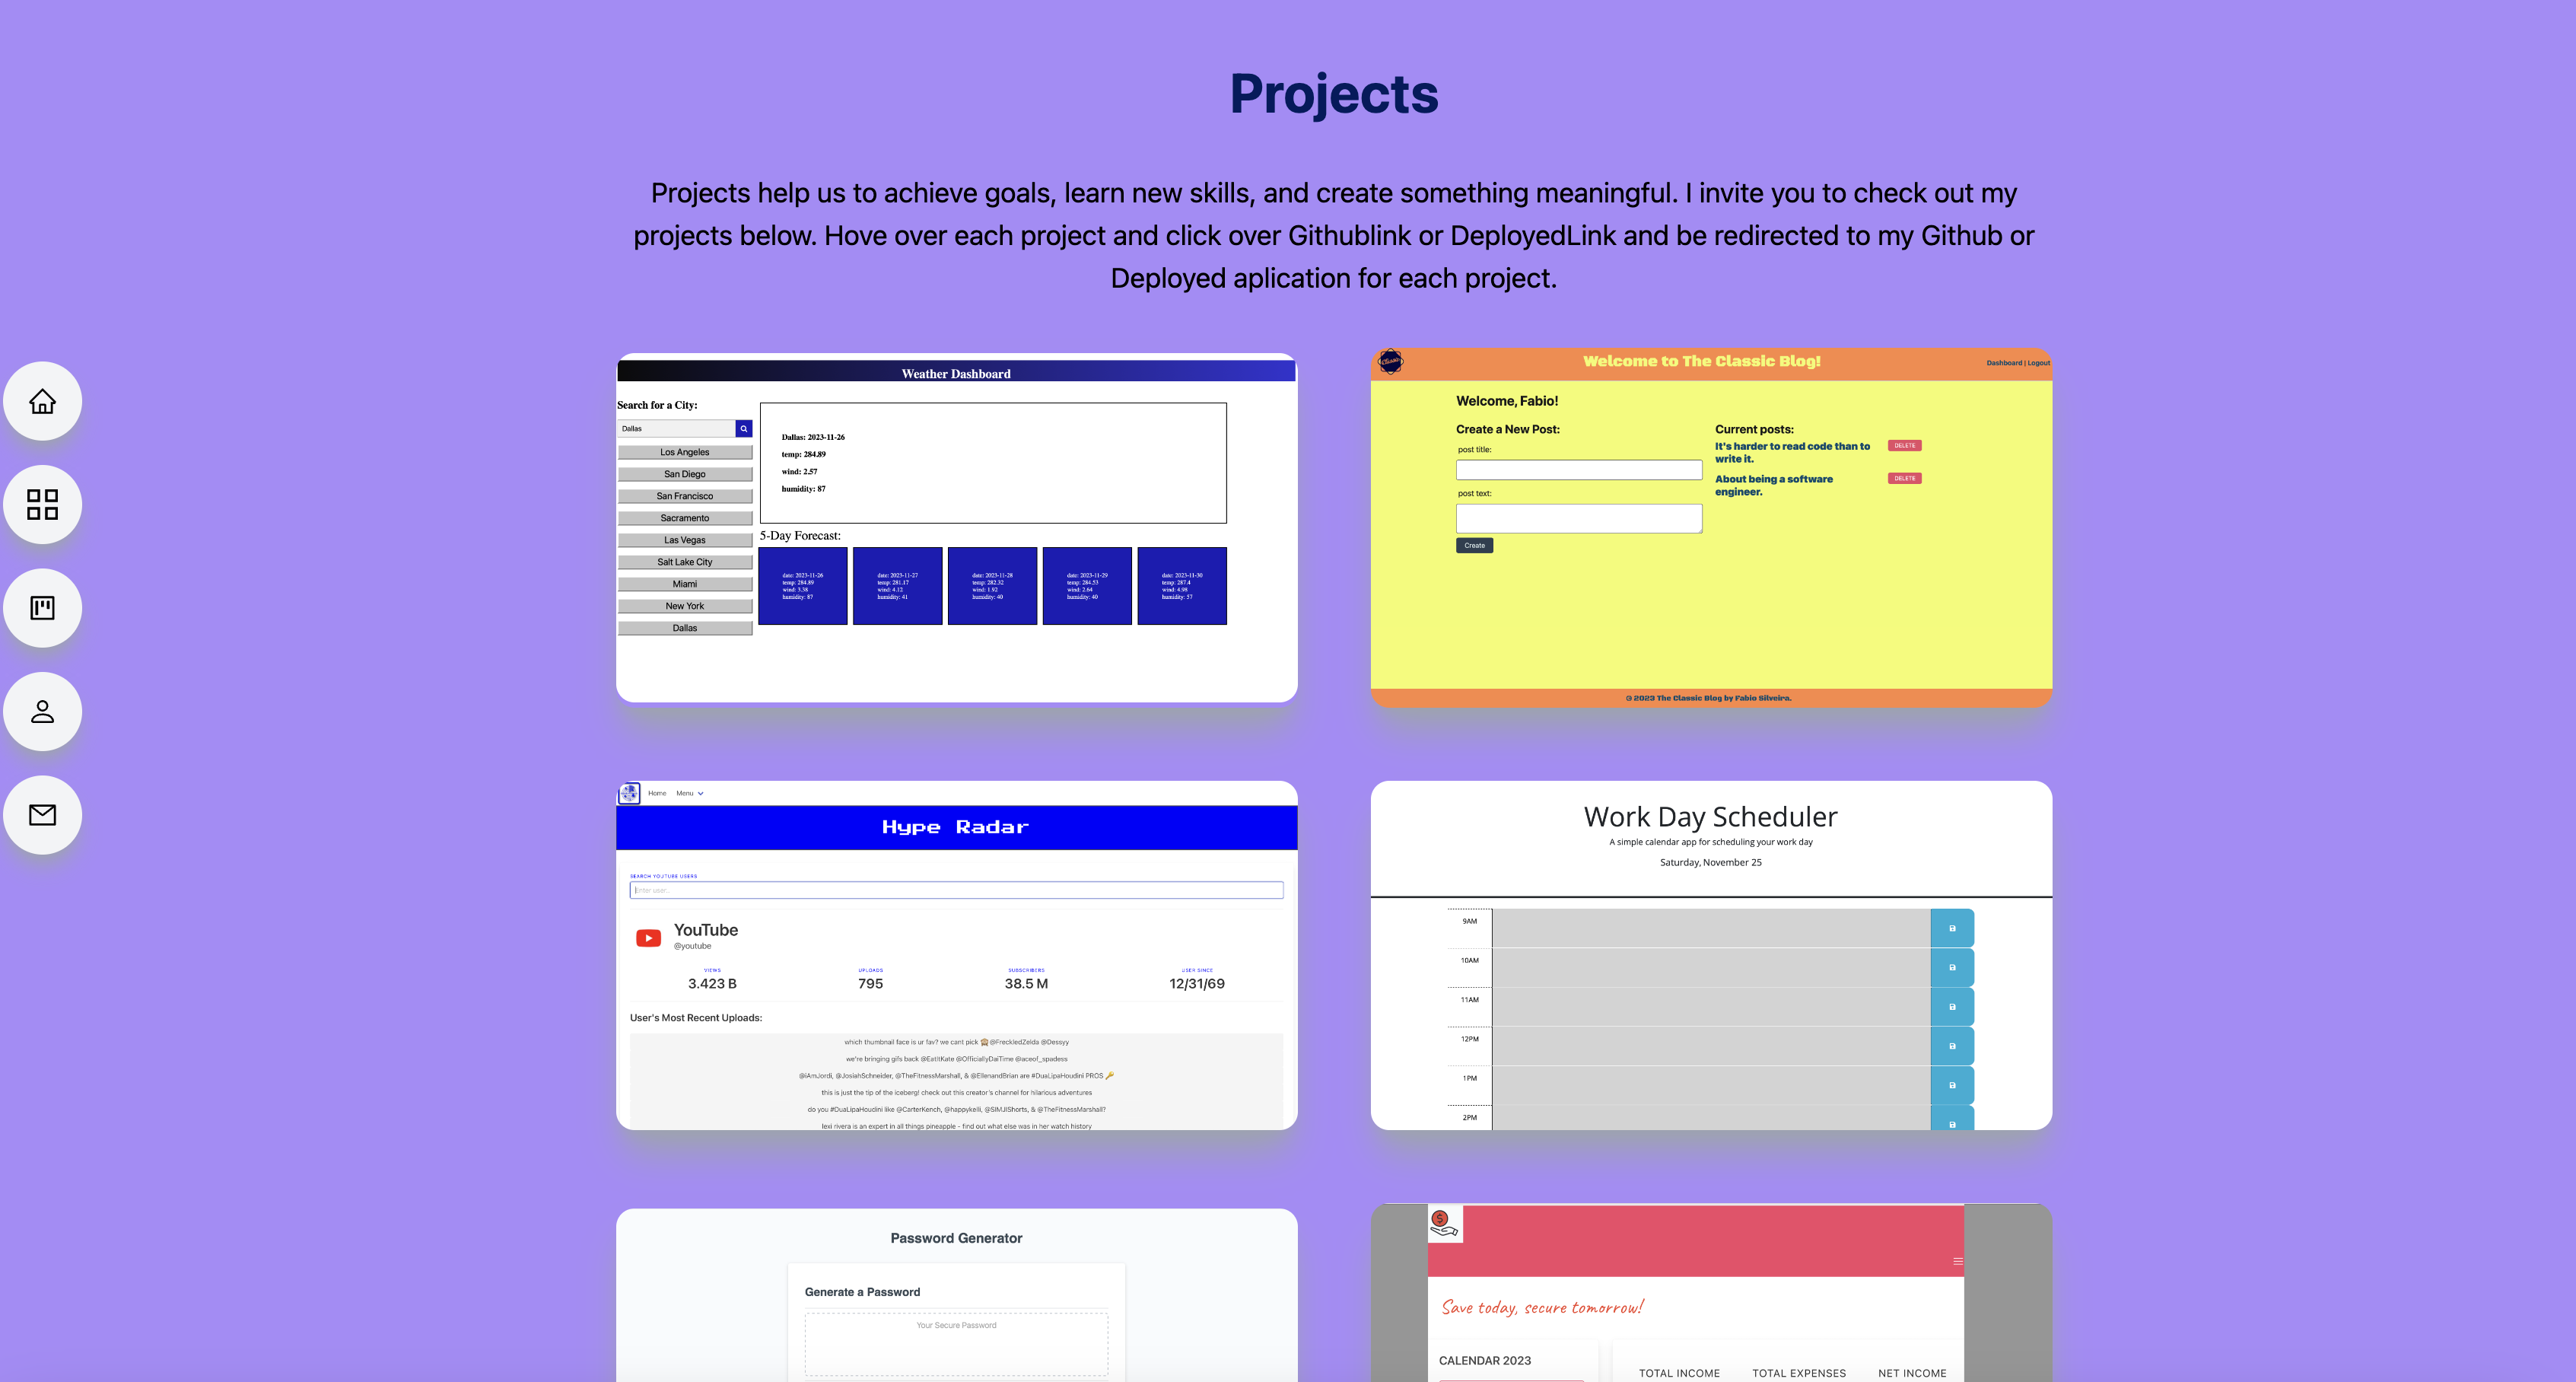 Projects
Projects help us to achieve goals, learn new skills, and create something meaningful. I invite you to check out my
projects below. Hove over each project and click over Githublink or DeployedLink and be redirected to my Github or
Deployed aplication for each project.
Weather Dashboard
Search for a City:
Dallas
Los Angeles
San Diego
San Francisco
Sacramento
Las Vegas
Salt Lake City
Miami
New York
Dallas
Dallas: 2023-11-26
temp: 284.89
wind: 2.57
humidity: 87
5-Day Forecast:
date: 2023-11-26
temp: 284.89
wind: 3.38
humidity: 87
date: 2023-11-27
temp: 281.17
wind: 4.12
humidity: 41
date: 2023-11-28
temp: 282.32
wind: 1.92
humidity: 40
date: 2023-11-29
temp: 284.53
wind: 2.64
humidity: 40
date: 2023-11-30
temp: 287.4
wind: 4.98
humidity: 57
Classic
Welcome to The Classic Blog!
Dashboard | Logout
Welcome, Fabio!
Create a New Post:
post title:
post text:
Create
Current posts:
It's harder to read code than to
write it.
DELETE
About being a software
engineer.
DELETE
© 2023 The Classic Blog by Fabio Silveira.
Home Menu
Hype Radar
SEARCH YOUTUBE USERS
Enter user..
YouTube
@youtube
VIEWS
3.423 B
UPLOADS
795
SUBSCRIBERS
38.5 M
USER SINCE
12/31/69
User's Most Recent Uploads:
which thumbnail face is ur fav? we cant pick 🙈 @FreckledZelda @Dessyy
we're bringing gifs back @EatitKate @OfficiallyDaiTime @aceof_spadess
@iAmJordi, @JosiahSchneider, @TheFitnessMarshall, & @EllenandBrian are #DuaLipaHoudini PROS 🔑
this is just the tip of the iceberg! check out this creator's channel for hilarious adventures
do you #DuaLipaHoudini like @CarterKench, @happykelli, @SIMJIShorts, & @TheFitnessMarshall?
lexi rivera is an expert in all things pineapple - find out what else was in her watch history
Work Day Scheduler
A simple calendar app for scheduling your work day
Saturday, November 25
9AM
10AM
11AM
12PM
1PM
2PM
Password Generator
Generate a Password
Your Secure Password
$
Save today, secure tomorrow!
CALENDAR 2023
TOTAL INCOME
TOTAL EXPENSES
NET INCOME